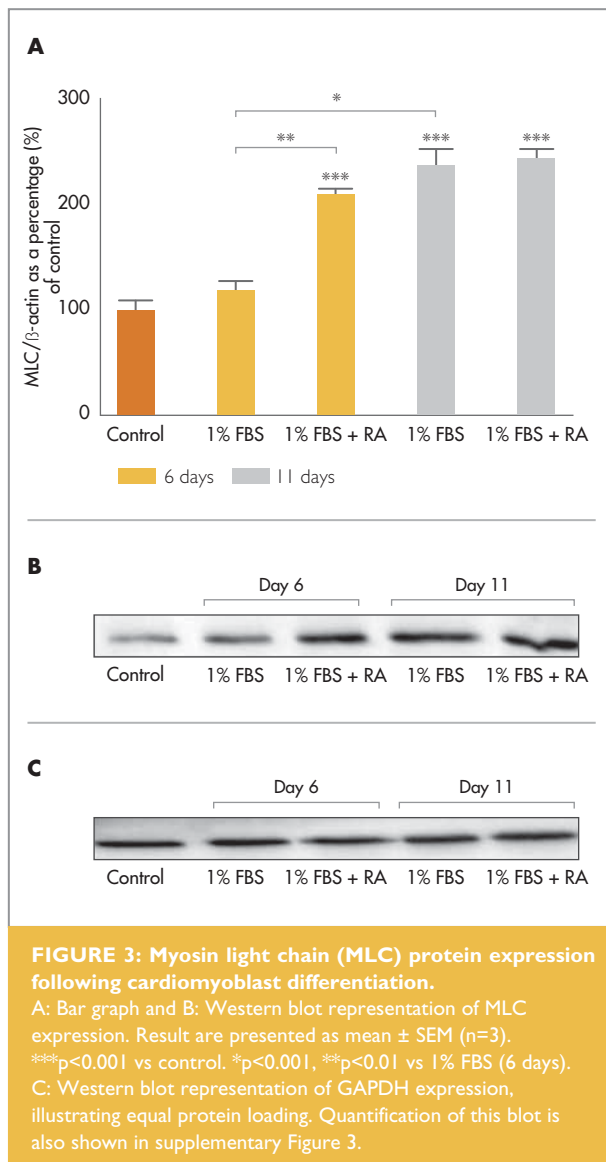 A
300
200
100
0
MLC/β-actin as a percentage (%)
of control
*
**
***
***
***
Control 1% FBS 1% FBS + RA 1% FBS 1% FBS + RA
6 days 11 days
B
Day 6 Day 11
Control 1% FBS 1% FBS + RA 1% FBS 1% FBS + RA
C
Day 6 Day 11
Control 1% FBS 1% FBS + RA 1% FBS 1% FBS + RA
FIGURE 3: Myosin light chain (MLC) protein expression
following cardiomyoblast differentiation.
A: Bar graph and B: Western blot representation of MLC
expression. Result are presented as mean ± SEM (n=3).
***p<0.001 vs control. *p<0.001, **p<0.01 vs 1% FBS (6 days).
C: Western blot representation of GAPDH expression,
illustrating equal protein loading. Quantification of this blot is
also shown in supplementary Figure 3.